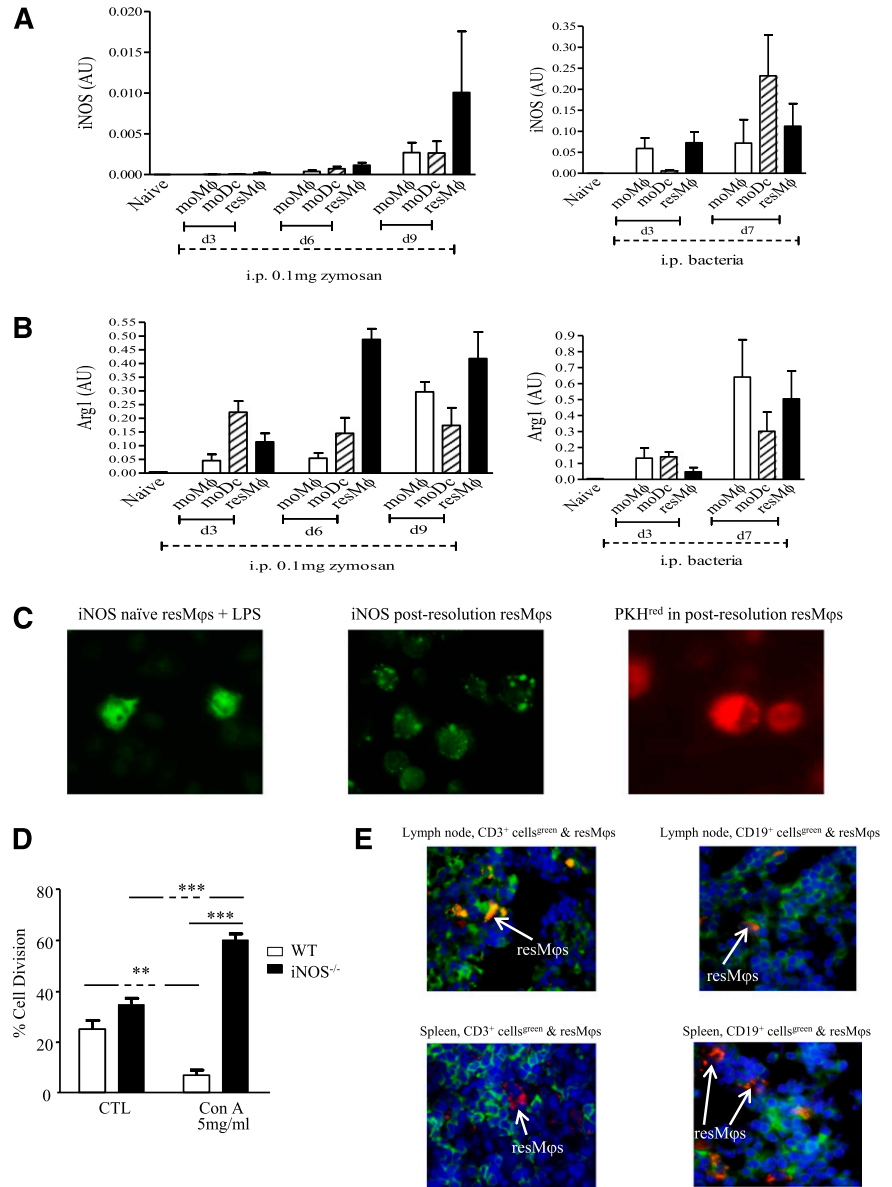 A
iNOS (AU)
0.020
0.015
0.010
0.005
0.000
Naive
moMϕ
moDc
resMϕ
moMϕ
moDc
resMϕ
moMϕ
moDc
resMϕ
d3
d6
d9
i.p. 0.1mg zymosan
iNOS (AU)
0.35
0.30
0.25
0.20
0.15
0.10
0.05
0.00
Naive
moMϕ
moDc
resMϕ
moMϕ
moDc
resMϕ
d3
d7
i.p. bacteria
B
Arg1 (AU)
0.55
0.50
0.45
0.40
0.35
0.30
0.25
0.20
0.15
0.10
0.05
0.00
Naive
moMϕ
moDc
resMϕ
moMϕ
moDc
resMϕ
moMϕ
moDc
resMϕ
d3
d6
d9
i.p. 0.1mg zymosan
Arg1 (AU)
0.9
0.8
0.7
0.6
0.5
0.4
0.3
0.2
0.1
0.0
Naive
moMϕ
moDc
resMϕ
moMϕ
moDc
resMϕ
d3
d7
i.p. bacteria
C
iNOS naïve resMφs + LPS
iNOS post-resolution resMφs
PKHred in post-resolution resMφs
D
% Cell Division
80
60
40
20
0
***
***
**
WT
iNOS-/-
CTL
Con A
5mg/ml
E
Lymph node, CD3+ cellsgreen & resMφs
resMφs
Lymph node, CD19+ cellsgreen & resMφs
resMφs
Spleen, CD3+ cellsgreen & resMφs
resMφs
Spleen, CD19+ cellsgreen & resMφs
resMφs